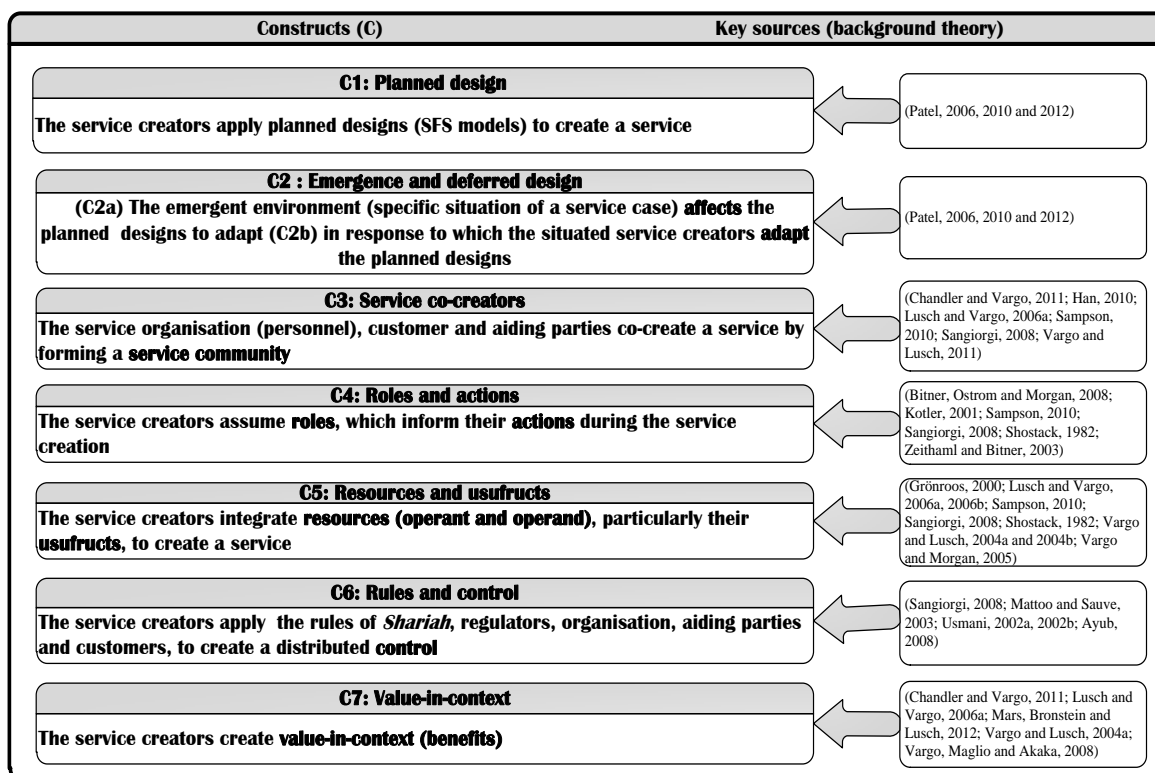 Constructs (C)
Key sources (background theory)
C1: Planned design
The service creators apply planned designs (SFS models) to create a service
(Patel, 2006, 2010 and 2012)
C2 : Emergence and deferred design
(C2a) The emergent environment (specific situation of a service case) affects the
planned designs to adapt (C2b) in response to which the situated service creators adapt
the planned designs
(Patel, 2006, 2010 and 2012)
C3: Service co-creators
The service organisation (personnel), customer and aiding parties co-create a service by
forming a service community
(Chandler and Vargo, 2011; Han, 2010;
Lusch and Vargo, 2006a; Sampson,
2010; Sangiorgi, 2008; Vargo and
Lusch, 2011)
C4: Roles and actions
The service creators assume roles, which inform their actions during the service
creation
(Bitner, Ostrom and Morgan, 2008;
Kotler, 2001; Sampson, 2010;
Sangiorgi, 2008; Shostack, 1982;
Zeithaml and Bitner, 2003)
C5: Resources and usufructs
The service creators integrate resources (operant and operand), particularly their
usufructs, to create a service
(Grönroos, 2000; Lusch and Vargo,
2006a, 2006b; Sampson, 2010;
Sangiorgi, 2008; Shostack, 1982; Vargo
and Lusch, 2004a and 2004b; Vargo
and Morgan, 2005)
C6: Rules and control
The service creators apply the rules of Shariah, regulators, organisation, aiding parties
and customers, to create a distributed control
(Sangiorgi, 2008; Mattoo and Sauve,
2003; Usmani, 2002a, 2002b; Ayub,
2008)
C7: Value-in-context
The service creators create value-in-context (benefits)
(Chandler and Vargo, 2011; Lusch and
Vargo, 2006a; Mars, Bronstein and
Lusch, 2012; Vargo and Lusch, 2004a;
Vargo, Maglio and Akaka, 2008)